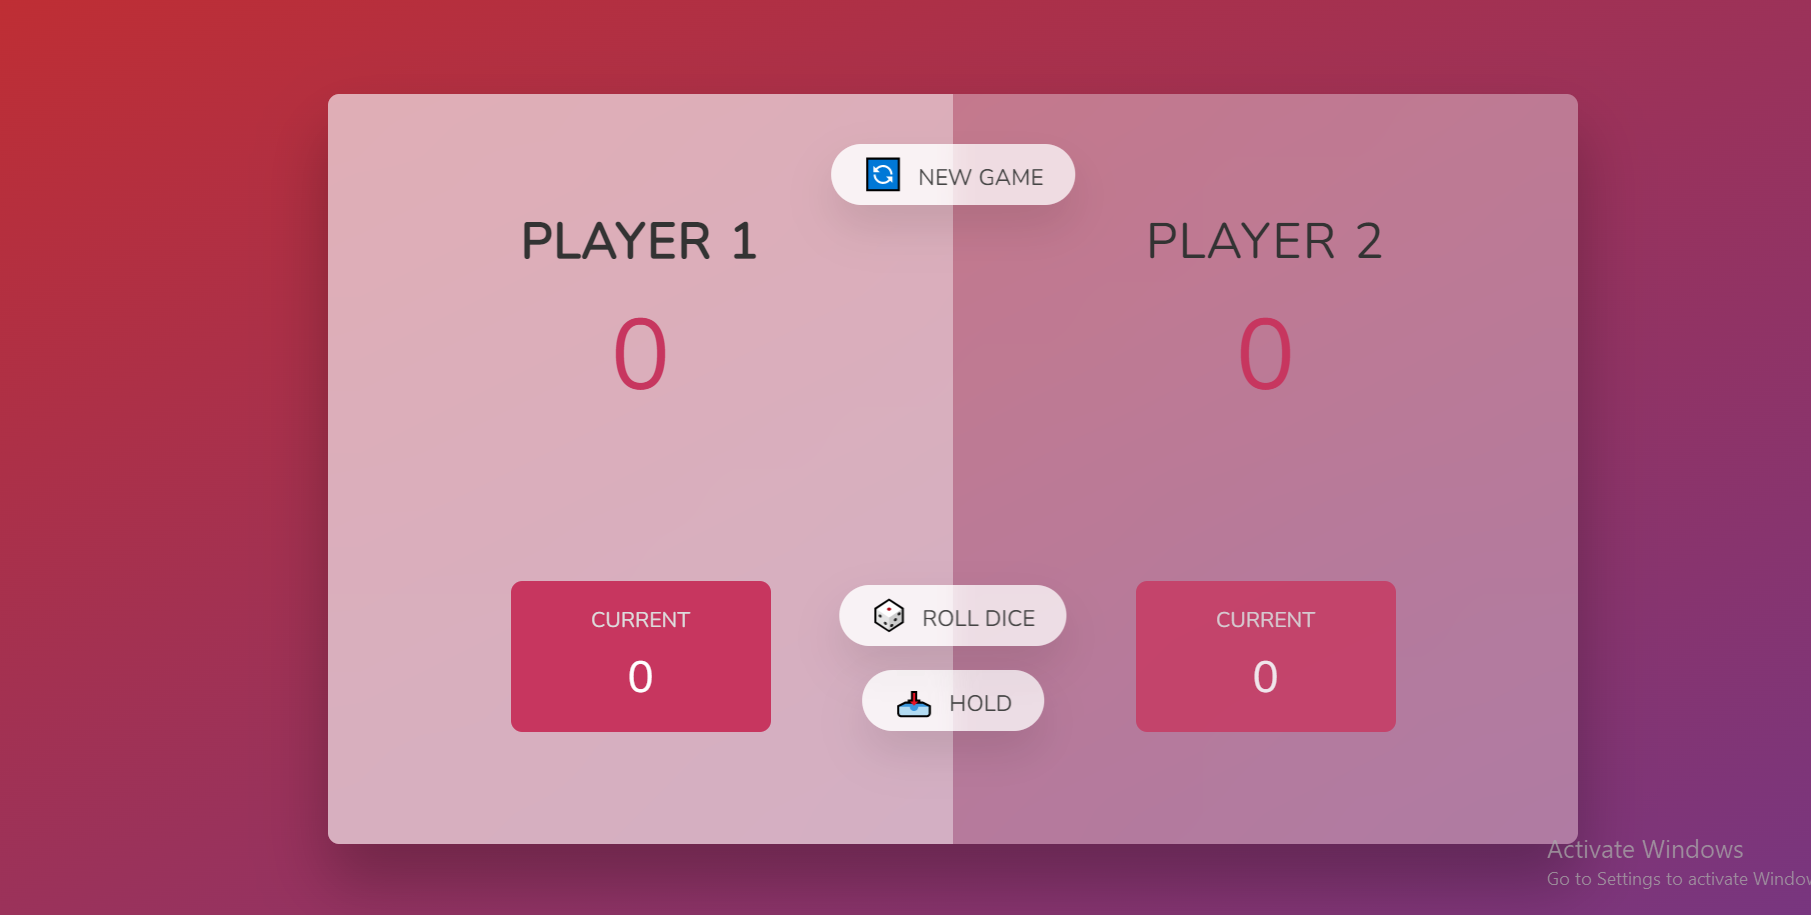 NEW GAME
PLAYER 1
0
CURRENT
0
PLAYER 2
0
CURRENT
0
ROLL DICE
HOLD
Activate Windows
Go to Settings to activate